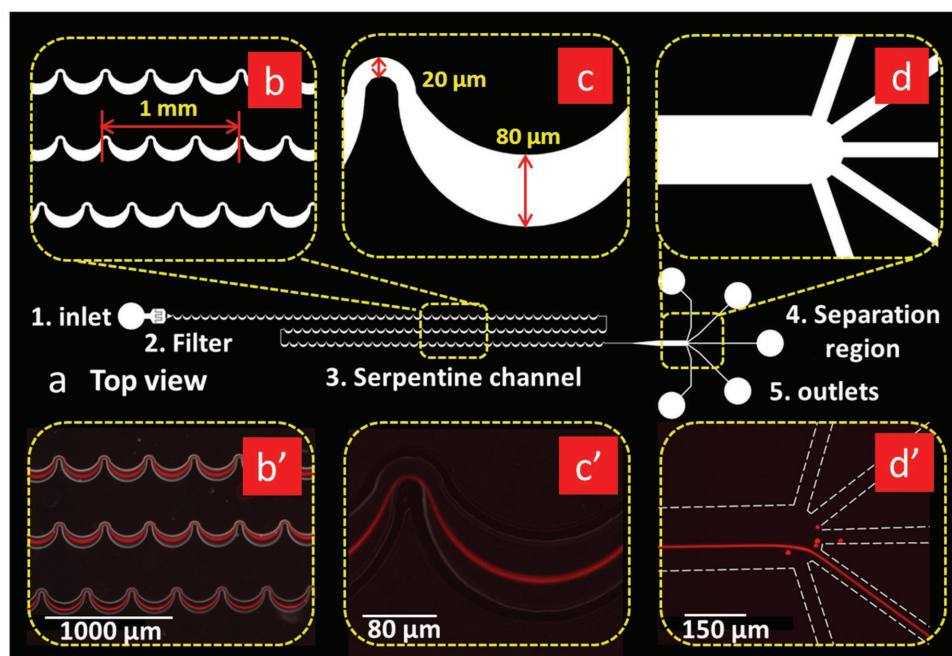 b
1 mm
c
20 µm
80 µm
d
1. inlet
2. Filter
3. Serpentine channel
4. Separation
region
5. outlets
a Top view
b'
1000 µm
c'
80 µm
d'
150 µm